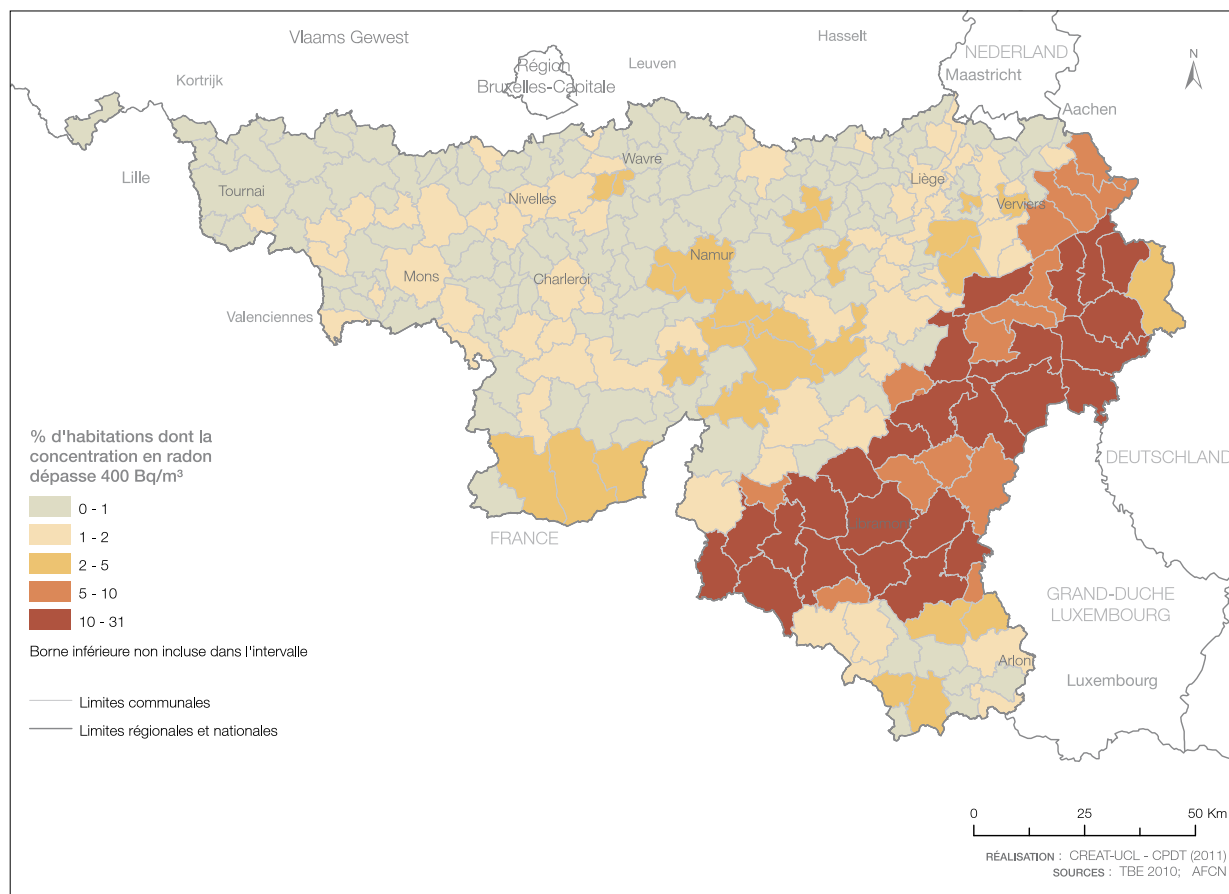 Vlaams Gewest
Hasselt
NEDERLAND
Maastricht
N
Kortrijk
Région
Bruxelles-Capitale
Leuven
Aachen
Lille
Tournai
Wavre
Nivelles
Liège
Verviers
Namur
Mons
Charleroi
Valenciennes
% d'habitations dont la
concentration en radon
dépasse 400 Bq/m³
0 - 1
1 - 2
2 - 5
5 - 10
10 - 31
Borne inférieure non incluse dans l'intervalle
Limites communales
Limites régionales et nationales
FRANCE
DEUTSCHLAND
GRAND-DUCHE
LUXEMBOURG
Arlon
Luxembourg
0 25 50 Km
RÉALISATION : CREAT-UCL - CPDT (2011)
SOURCES : TBE 2010; AFCN